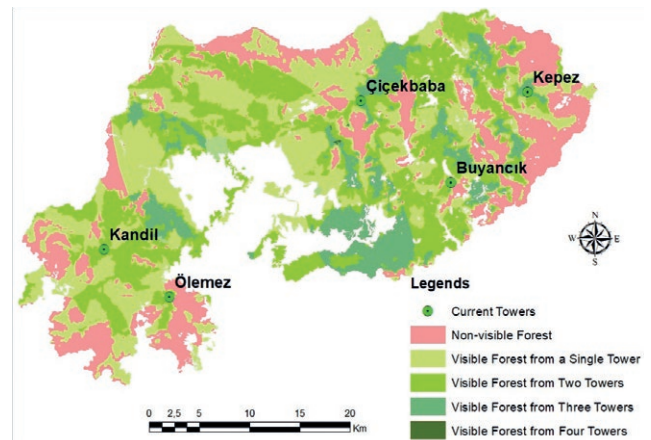 Çiçekbaba
Kepez
Buyancık
Kandil
Ölemez
N
W E
S
Legends
Current Towers
Non-visible Forest
Visible Forest from a Single Tower
Visible Forest from Two Towers
Visible Forest from Three Towers
Visible Forest from Four Towers
0 2,5 5 10 15 20
Km